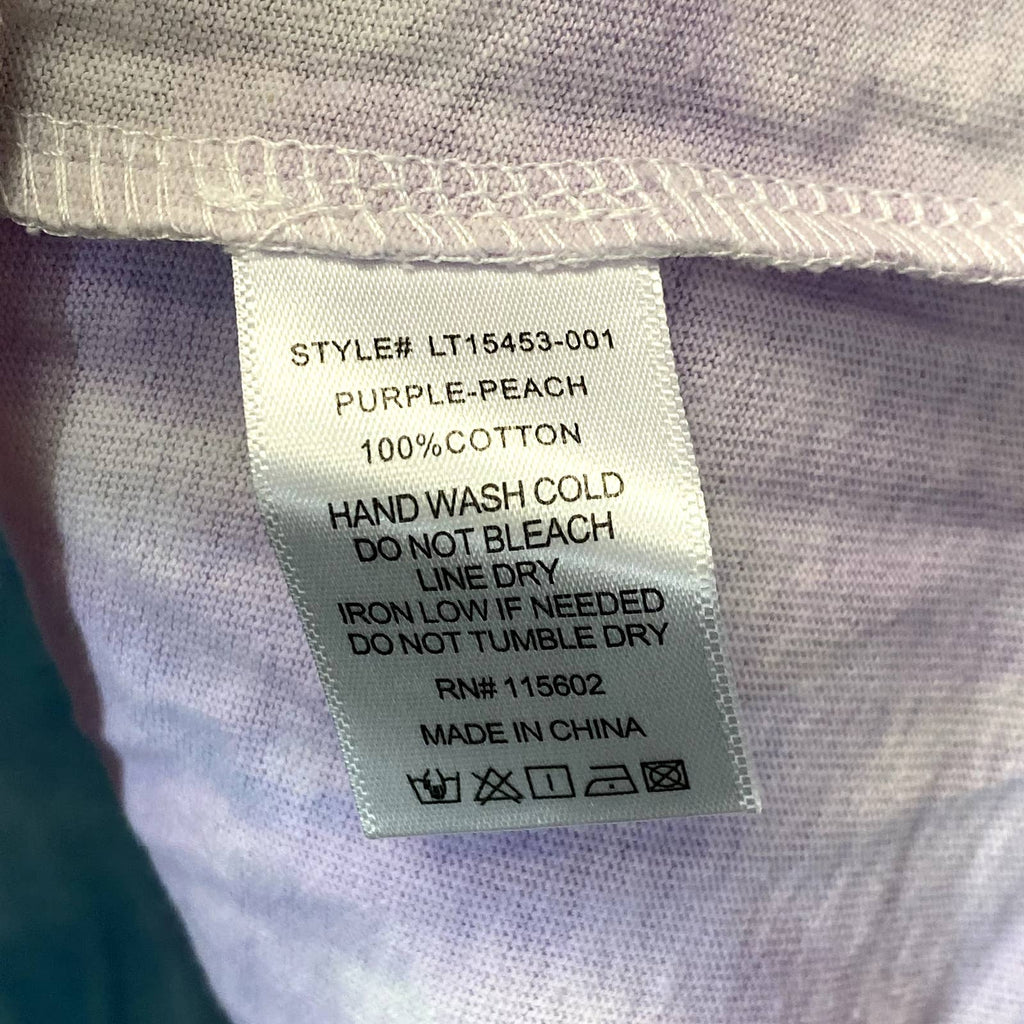 STYLE# LT15453-001
PURPLE-PEACH
100%COTTON
HAND WASH COLD
DO NOT BLEACH
LINE DRY
IRON LOW IF NEEDED
DO NOT TUMBLE DRY
RN# 115602
MADE IN CHINA